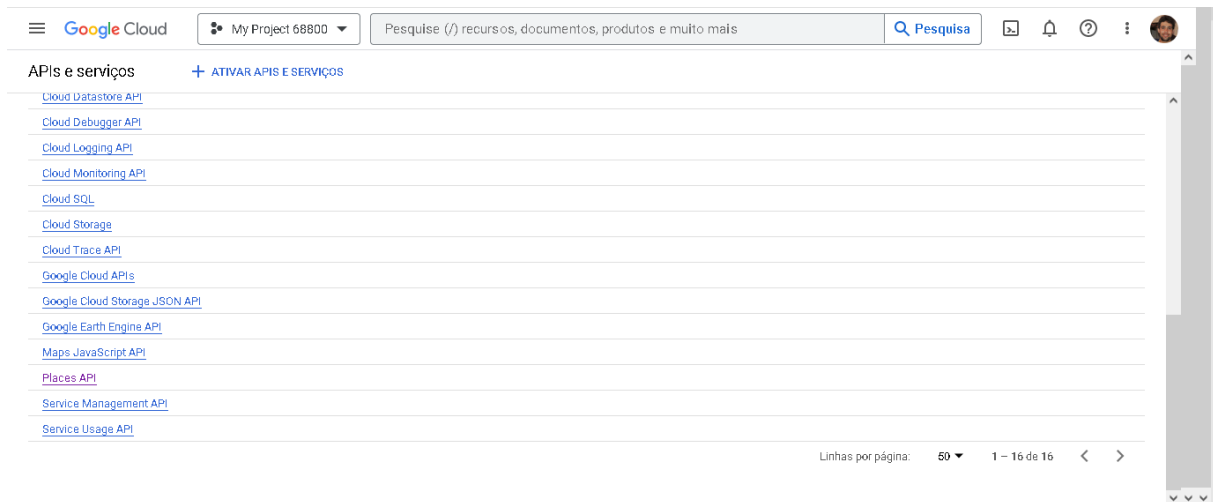 Google Cloud My Project 68800 Pesquise (/) recursos, documentos, produtos e muito mais Pesquisa
APIs e serviços + ATIVAR APIS E SERVIÇOS
Cloud Datastore API
Cloud Debugger API
Cloud Logging API
Cloud Monitoring API
Cloud SQL
Cloud Storage
Cloud Trace API
Google Cloud APIs
Google Cloud Storage JSON API
Google Earth Engine API
Maps JavaScript API
Places API
Service Management API
Service Usage API
Linhas por página: 50 1 – 16 de 16